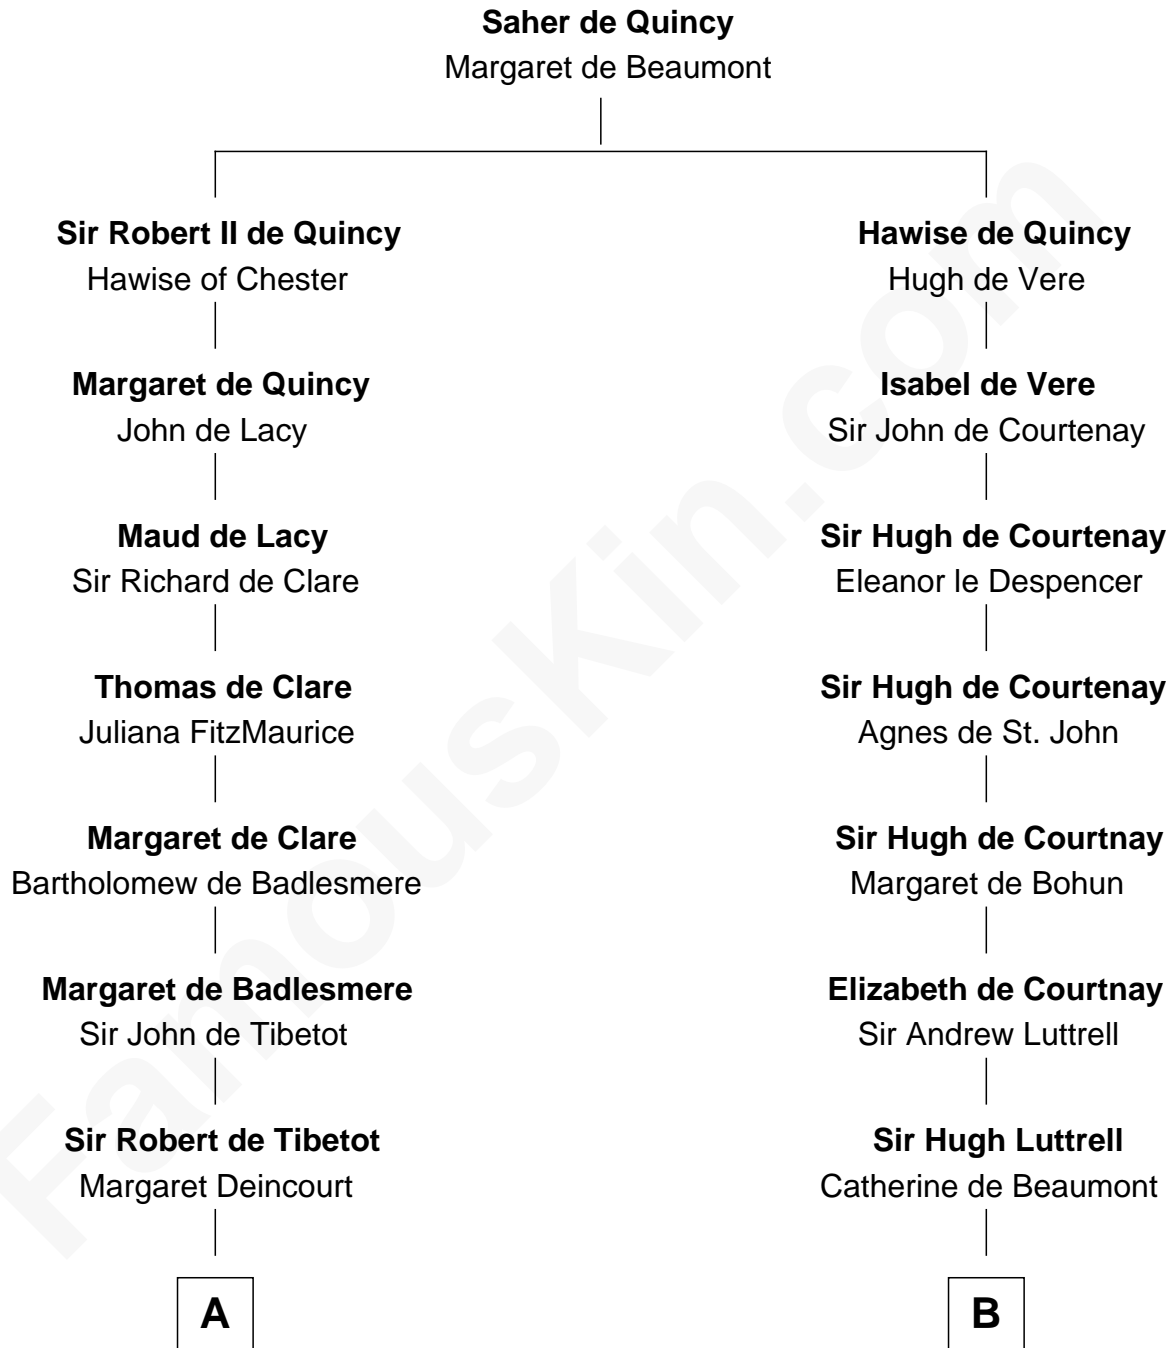 Saher de Quincy
Margaret de Beaumont
Sir Robert II de Quincy
Hawise of Chester
Margaret de Quincy
John de Lacy
Maud de Lacy
Sir Richard de Clare
Thomas de Clare
Juliana FitzMaurice
Margaret de Clare
Bartholomew de Badlesmere
Margaret de Badlesmere
Sir John de Tibetot
Sir Robert de Tibetot
Margaret Deincourt
A
Hawise de Quincy
Hugh de Vere
Isabel de Vere
Sir John de Courtenay
Sir Hugh de Courtenay
Eleanor le Despencer
Sir Hugh de Courtenay
Agnes de St. John
Sir Hugh de Courtnay
Margaret de Bohun
Elizabeth de Courtnay
Sir Andrew Luttrell
Sir Hugh Luttrell
Catherine de Beaumont
B
FamousKin.com